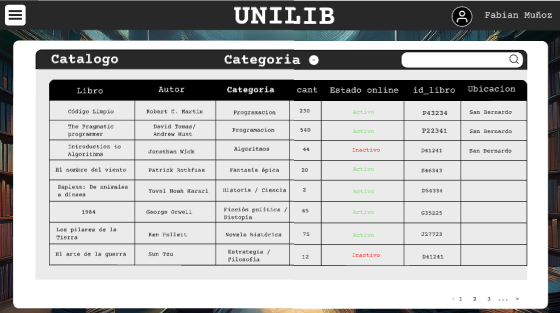 UNILIB
Fabian Muñoz
Catalogo Categoria
Libro Autor Categoria cant Estado online id_libro Ubicacion
Código Limpio Robert C. Martin Programacion 250 Activo P43234 San Bernardo
The Pragmatic programmer David Tomas/ Andrew Hunt Programacion 540 Activo P22341 San Bernardo
Introduction to Algorithms Jonathan Wick Algoritmos 44 Inactivo D41241 San Bernardo
El nombre del viento Patrick Rothfuss Fantasía épica 20 Activo D46343
Sapiens: De animales a dioses Yuval Noah Harari Historia / Ciencia 2 Activo D54334
1984 George Orwell Ficción política / Distopía 65 Activo G35225
Los pilares de la Tierra Ken Follett Novela histórica 75 Activo J27723
El arte de la guerra Sun Tzu Estrategia / Filosofía 12 Inactivo D41241
< 1 2 3 ... >